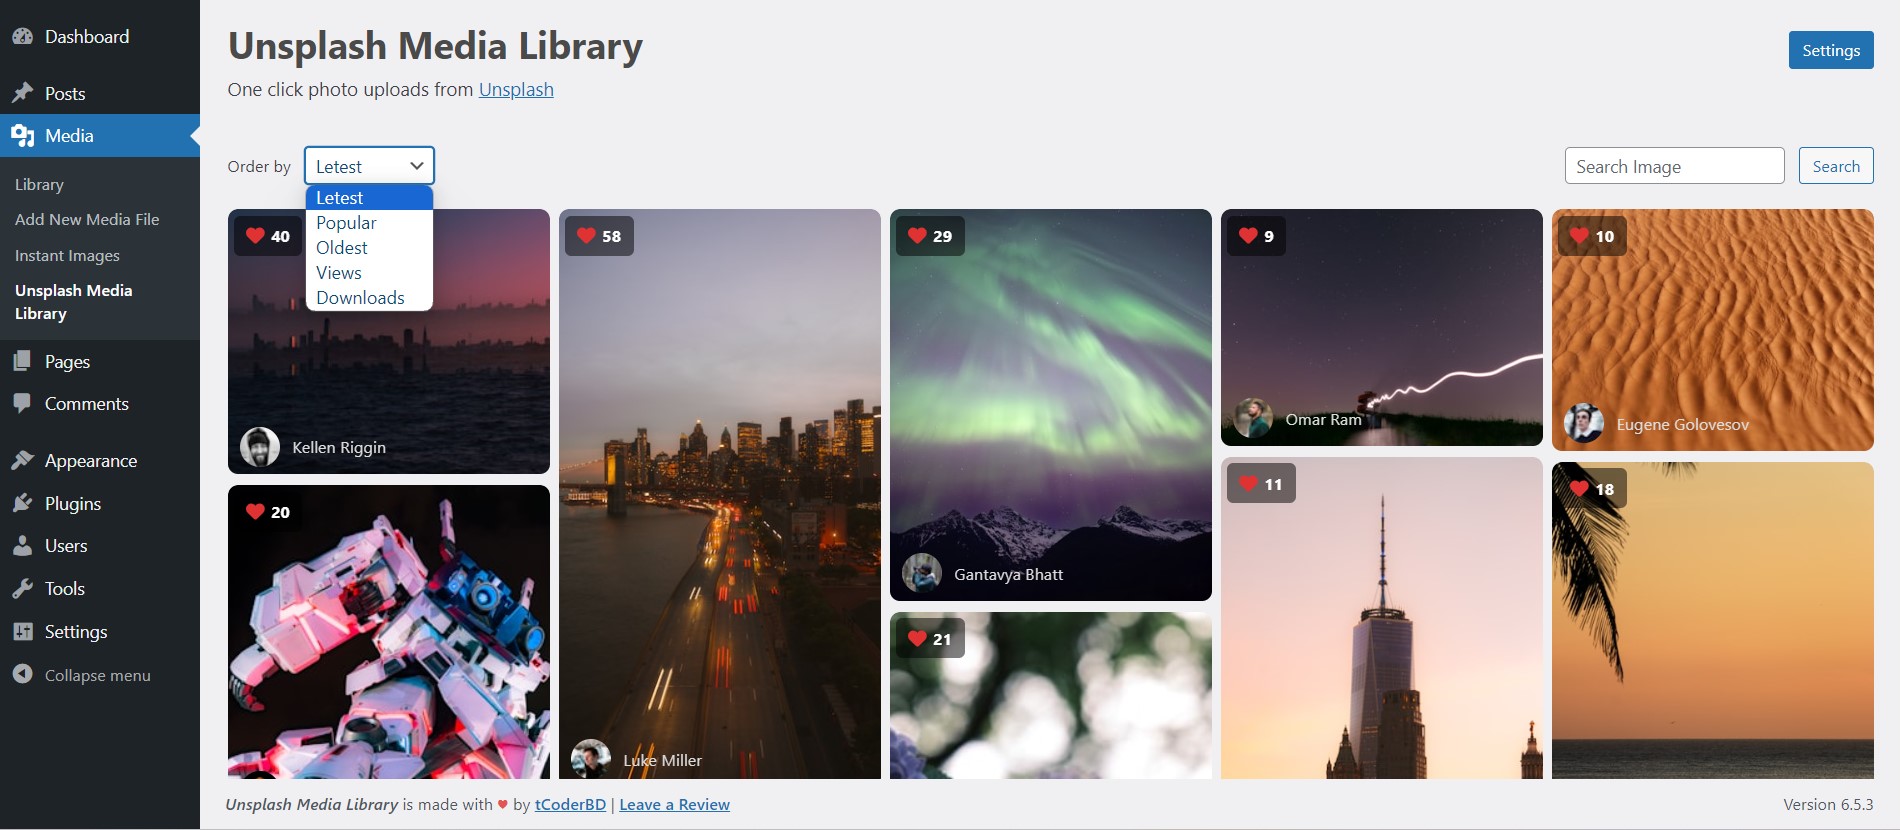 Dashboard
Posts
Media
Library
Add New Media File
Instant Images
Unsplash Media
Library
Pages
Comments
Appearance
Plugins
Users
Tools
Settings
Collapse menu
Unsplash Media Library
One click photo uploads from Unsplash
Settings
Order by
Letest
Letest
Popular
Oldest
Views
Downloads
Search Image
Search
40
Kellen Riggin
58
Luke Miller
29
Gantavya Bhatt
9
Omar Ram
10
Eugene Golovesov
20
21
11
18
Unsplash Media Library is made with ♥ by tCoderBD | Leave a Review
Version 6.5.3